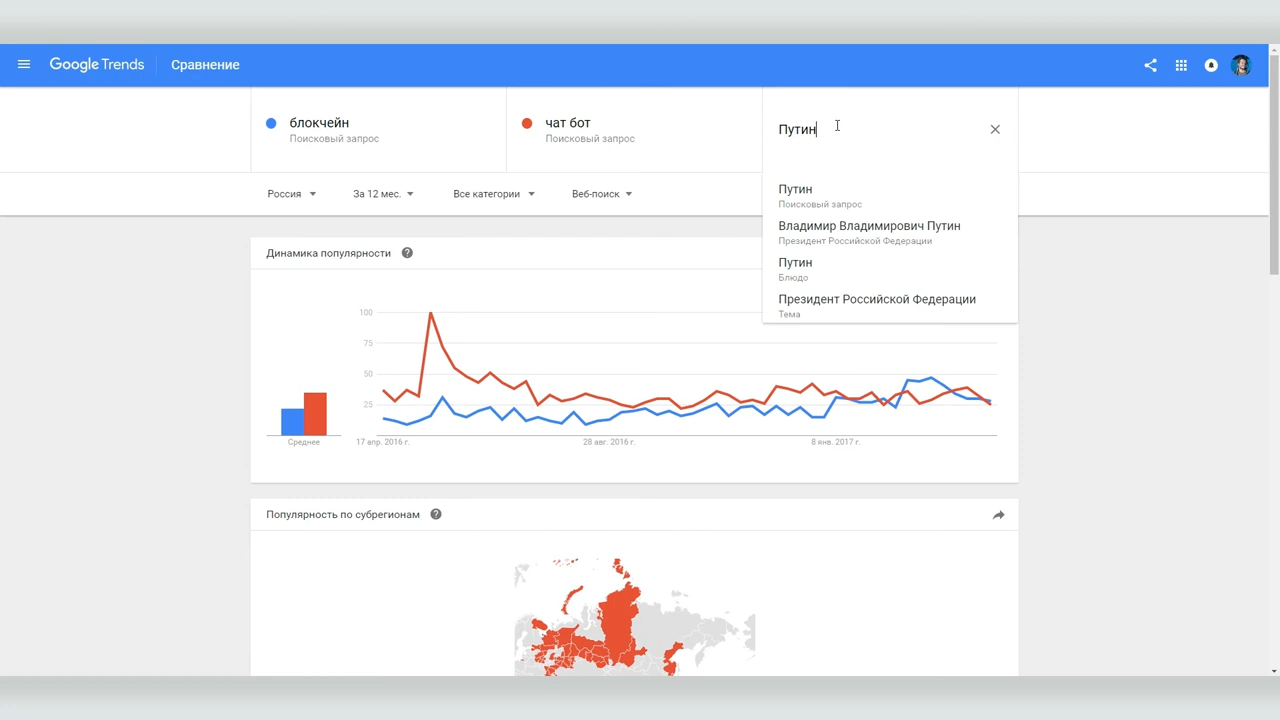 Google Trends Сравнение
блокчейн
Поисковый запрос
чат бот
Поисковый запрос
Путин
Россия За 12 мес. Все категории Веб-поиск
Путин
Поисковый запрос
Владимир Владимирович Путин
Президент Российской Федерации
Путин
Блюдо
Президент Российской Федерации
Тема
Динамика популярности ?
100
75
50
25
Среднее
17 апр. 2016 г. 28 авг. 2016 г. 8 янв. 2017 г.
Популярность по субрегионам ?